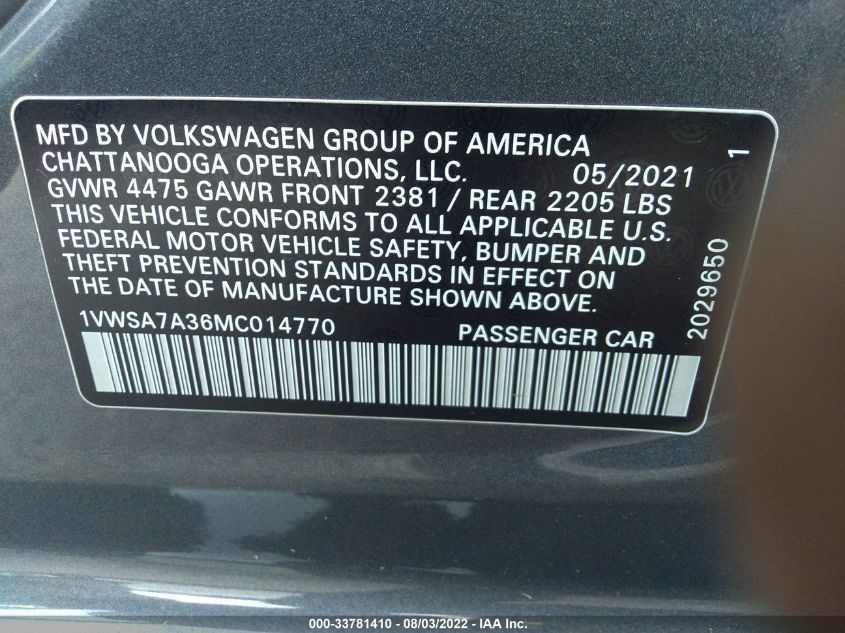 MFD BY VOLKSWAGEN GROUP OF AMERICA
CHATTANOOGA OPERATIONS, LLC. 05/2021 1
GVWR 4475 GAWR FRONT 2381 / REAR 2205 LBS
THIS VEHICLE CONFORMS TO ALL APPLICABLE U.S.
FEDERAL MOTOR VEHICLE SAFETY, BUMPER AND
THEFT PREVENTION STANDARDS IN EFFECT ON
THE DATE OF MANUFACTURE SHOWN ABOVE.
1VWSA7A36MC014770 PASSENGER CAR
2029650
000-33781410 - 08/03/2022 - IAA Inc.